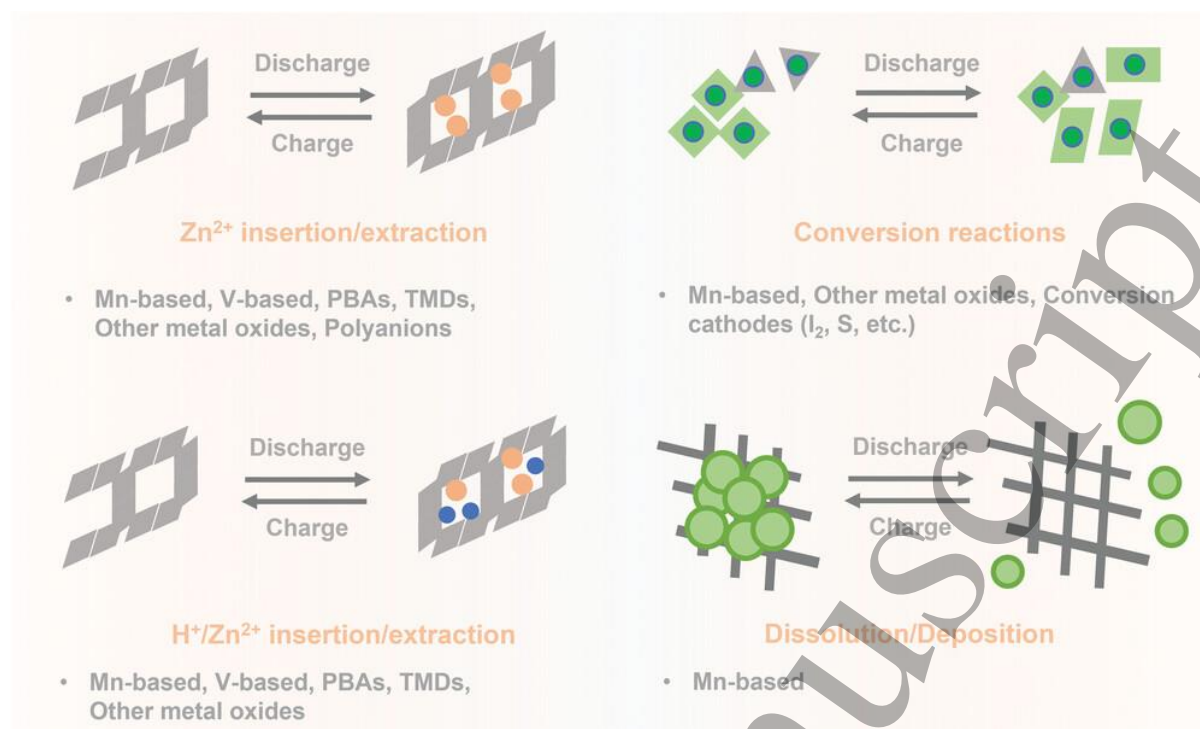 Discharge
Charge
Zn²⁺ insertion/extraction
• Mn-based, V-based, PBAs, TMDs,
Other metal oxides, Polyanions
Discharge
Charge
Conversion reactions
• Mn-based, Other metal oxides, Conversion
cathodes (I₂, S, etc.)
Discharge
Charge
H⁺/Zn²⁺ insertion/extraction
• Mn-based, V-based, PBAs, TMDs,
Other metal oxides
Discharge
Charge
Dissolution/Deposition
• Mn-based
uscript